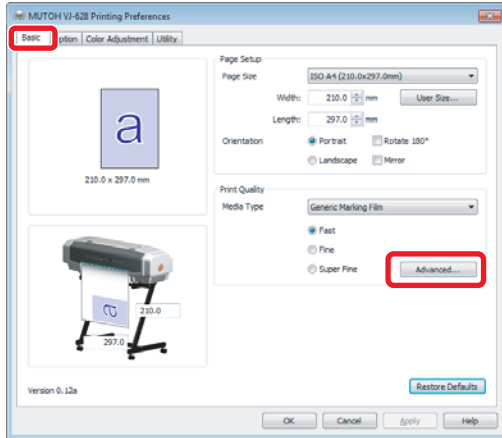 MUTOH VJ-628 Printing Preferences
Basic ption Color Adjustment Utility
Page Setup
Page Size ISO A4 (210.0x297.0mm)
Width: 210.0 mm User Size...
Length: 297.0 mm
Orientation Portrait Rotate 180°
Landscape Mirror
a
210.0 x 297.0 mm
Print Quality
Media Type Generic Marking Film
Fast
Fine
Super Fine Advanced...
a
210.0
297.0
Version 0.12a
Restore Defaults
OK Cancel Apply Help